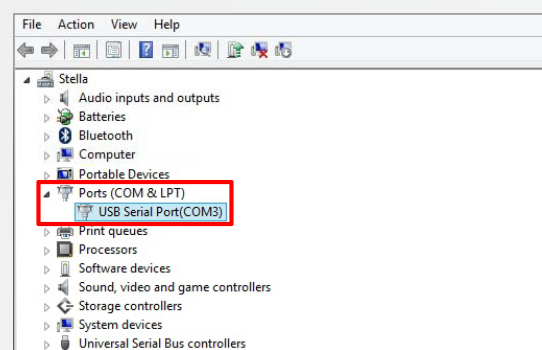 File Action View Help
Stella
Audio inputs and outputs
Batteries
Bluetooth
Computer
Portable Devices
Ports (COM & LPT)
USB Serial Port(COM3)
Print queues
Processors
Software devices
Sound, video and game controllers
Storage controllers
System devices
Universal Serial Bus controllers